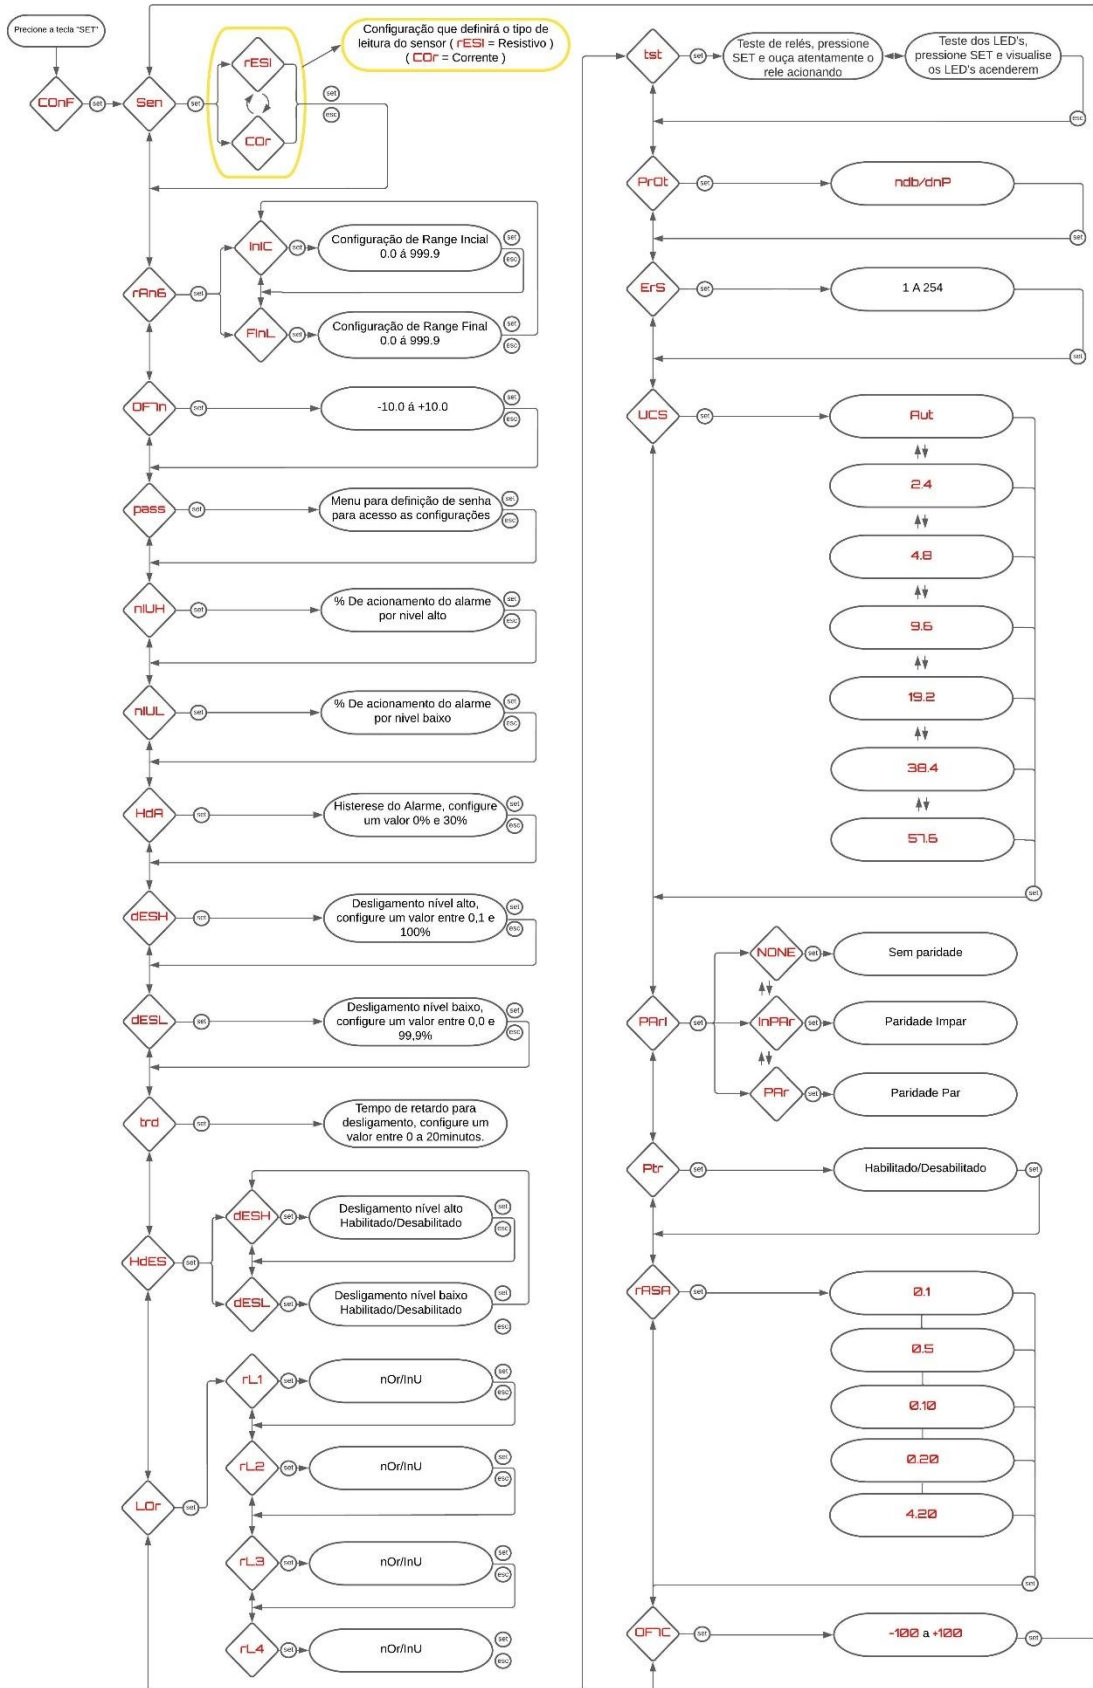 Precione a tecla "SET"
COnF
set
Sen
set
rESI
COr
set
esc
Configuração que definirá o tipo de
leitura do sensor ( rESI = Resistivo )
( COr = Corrente )
rAnG
set
InIC
set
Configuração de Range Incial
0.0 á 999.9
set
esc
FInL
set
Configuração de Range Final
0.0 á 999.9
set
esc
OFIn
set
-10.0 á +10.0
set
esc
pass
set
Menu para definição de senha
para acesso as configurações
set
esc
nIUH
set
% De acionamento do alarme
por nivel alto
set
esc
nIUL
set
% De acionamento do alarme
por nivel baixo
set
esc
HdA
set
Histerese do Alarme, configure
um valor 0% e 30%
set
esc
dESH
set
Desligamento nível alto,
configure um valor entre 0,1 e
100%
set
esc
dESL
set
Desligamento nível baixo,
configure um valor entre 0,0 e
99,9%
set
esc
trd
set
Tempo de retardo para
desligamento, configure um
valor entre 0 a 20minutos.
HdES
set
dESH
set
Desligamento nível alto
Habilitado/Desabilitado
set
esc
dESL
set
Desligamento nível baixo
Habilitado/Desabilitado
set
esc
LOr
set
rL1
set
nOr/InU
set
esc
rL2
set
nOr/InU
set
esc
rL3
set
nOr/InU
set
esc
rL4
set
nOr/InU
set
esc
tst
set
Teste de relés, pressione
SET e ouça atentamente o
rele acionando
Teste dos LED's,
pressione SET e visualise
os LED's acenderem
esc
PrOt
set
ndb/dnP
set
ErS
set
1 A 254
set
UCS
set
Aut
2.4
4.8
9.6
19.2
38.4
57.6
set
PArI
set
NONE
set
Sem paridade
InPAr
set
Paridade Impar
PAr
set
Paridade Par
Ptr
set
Habilitado/Desabilitado
set
rASA
set
0.1
0.5
0.10
0.20
4.20
set
OFTC
set
-100 a +100
set